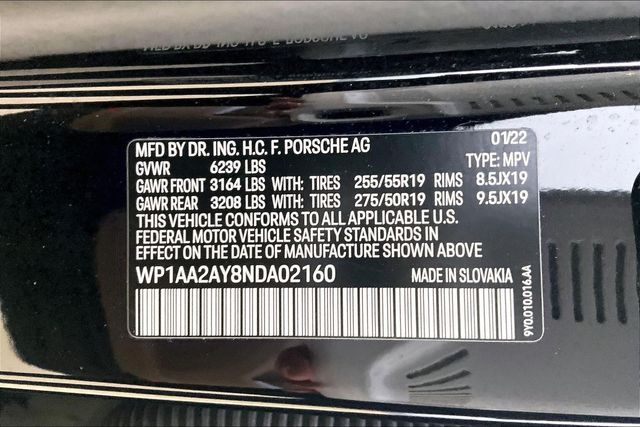 MFD BY DR. ING. H.C. F. PORSCHE AG 01/22
GVWR 6239 LBS TYPE: MPV
GAWR FRONT 3164 LBS WITH: TIRES 255/55R19 RIMS 8.5JX19
GAWR REAR 3208 LBS WITH: TIRES 275/50R19 RIMS 9.5JX19
THIS VEHICLE CONFORMS TO ALL APPLICABLE U.S.
FEDERAL MOTOR VEHICLE SAFETY STANDARDS IN
EFFECT ON THE DATE OF MANUFACTURE SHOWN ABOVE
WP1AA2AY8NDA02160 MADE IN SLOVAKIA
9Y0.010.016.AA